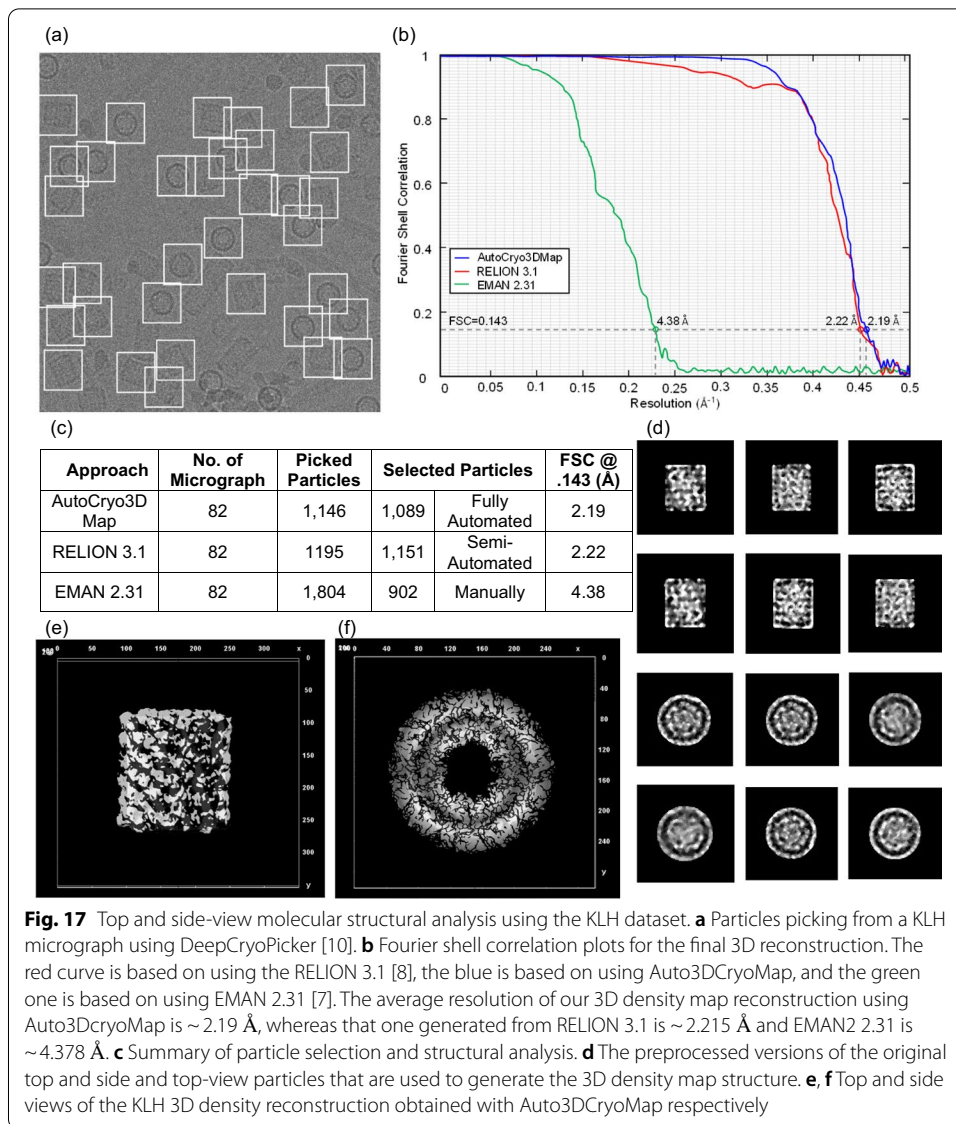 (a)
(b)
1
0.8
0.6
0.4
0.2
0
Fourier Shell Correlation
AutoCryo3DMap
RELION 3.1
EMAN 2.31
FSC=0.143
4.38 Å
2.22 Å
2.19 Å
0 0.05 0.1 0.15 0.2 0.25 0.3 0.35 0.4 0.45 0.5
Resolution (Å⁻¹)
(c)
Approach No. of Micrograph Picked Particles Selected Particles FSC @ .143 (Å)
AutoCryo3D Map 82 1,146 1,089 Fully Automated 2.19
RELION 3.1 82 1195 1,151 Semi-Automated 2.22
EMAN 2.31 82 1,804 902 Manually 4.38
(d)
(e)
0 50 100 150 200 250 300 x
0
50
100
150
200
250
300
y
(f)
0 40 80 120 160 200 240 x
0
40
80
120
160
200
240
y
Fig. 17 Top and side-view molecular structural analysis using the KLH dataset. a Particles picking from a KLH
micrograph using DeepCryoPicker [10]. b Fourier shell correlation plots for the final 3D reconstruction. The
red curve is based on using the RELION 3.1 [8], the blue is based on using Auto3DCryoMap, and the green
one is based on using EMAN 2.31 [7]. The average resolution of our 3D density map reconstruction using
Auto3DcryoMap is ~ 2.19 Å, whereas that one generated from RELION 3.1 is ~ 2.215 Å and EMAN2 2.31 is
~ 4.378 Å. c Summary of particle selection and structural analysis. d The preprocessed versions of the original
top and side and top-view particles that are used to generate the 3D density map structure. e, f Top and side
views of the KLH 3D density reconstruction obtained with Auto3DCryoMap respectively